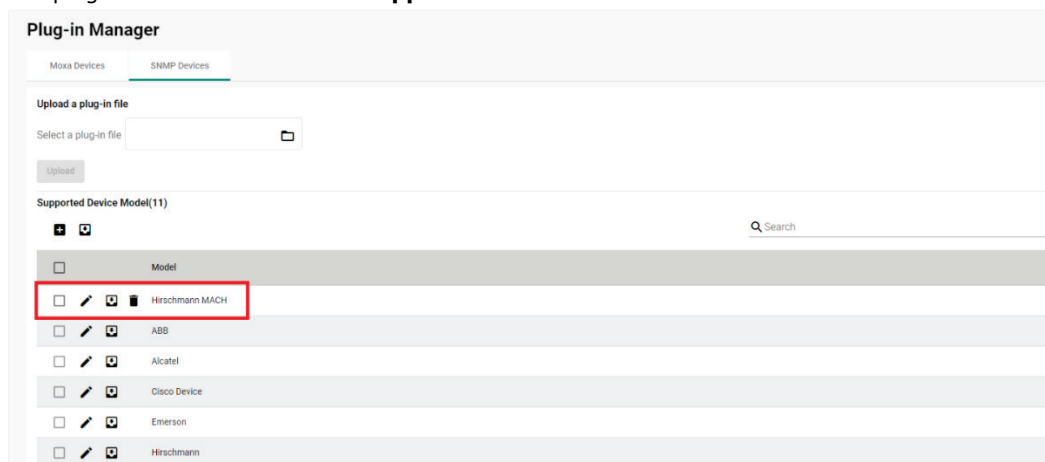 Plug-in Manager
Moxa Devices SNMP Devices
Upload a plug-in file
Select a plug-in file
Upload
Supported Device Model(11)
Search
Model
Hirschmann MACH
ABB
Alcatel
Cisco Device
Emerson
Hirschmann